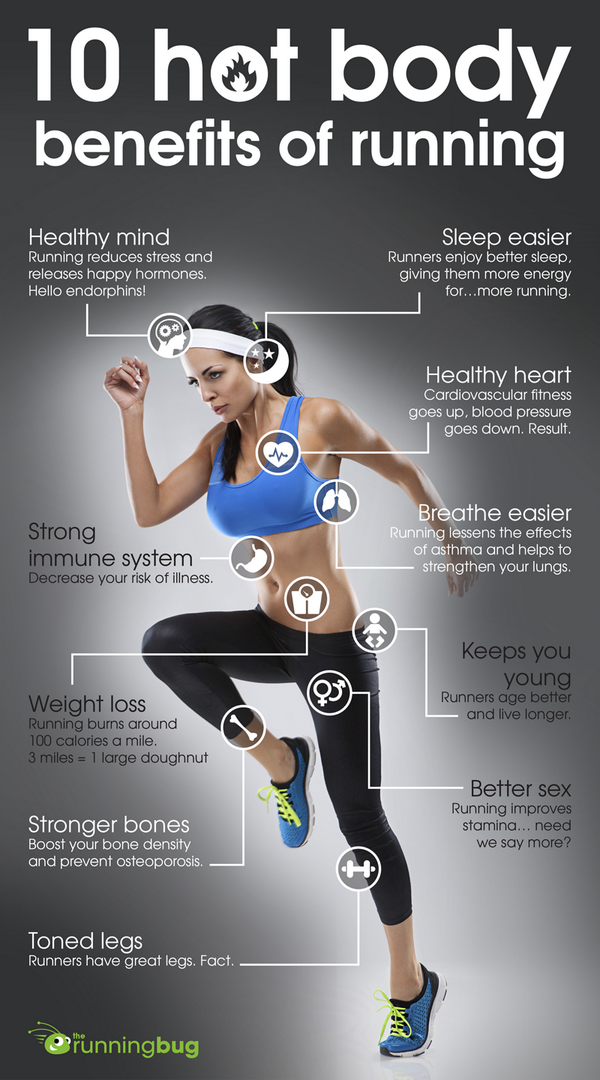 10 hot body
benefits of running
Healthy mind
Running reduces stress and
releases happy hormones.
Hello endorphins!
Sleep easier
Runners enjoy better sleep,
giving them more energy
for...more running.
Healthy heart
Cardiovascular fitness
goes up, blood pressure
goes down. Result.
Breathe easier
Running lessens the effects
of asthma and helps to
strengthen your lungs.
Strong
immune system
Decrease your risk of illness.
Keeps you
young
Runners age better
and live longer.
Weight loss
Running burns around
100 calories a mile.
3 miles = 1 large doughnut
Better sex
Running improves
stamina... need
we say more?
Stronger bones
Boost your bone density
and prevent osteoporosis.
Toned legs
Runners have great legs. Fact.
the
runningbug